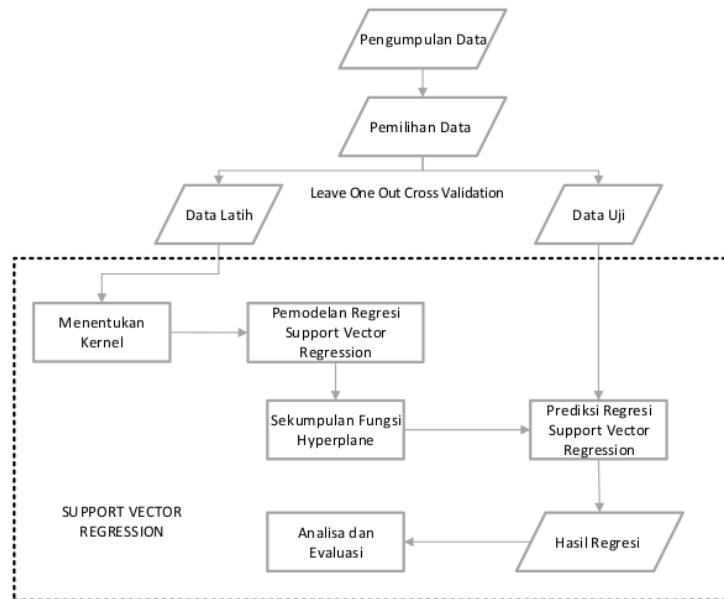 Pengumpulan Data
Pemilihan Data
Leave One Out Cross Validation
Data Latih
Data Uji
Menentukan
Kernel
Pemodelan Regresi
Support Vector
Regression
Sekumpulan Fungsi
Hyperplane
Prediksi Regresi
Support Vector
Regression
SUPPORT VECTOR
REGRESSION
Analisa dan
Evaluasi
Hasil Regresi